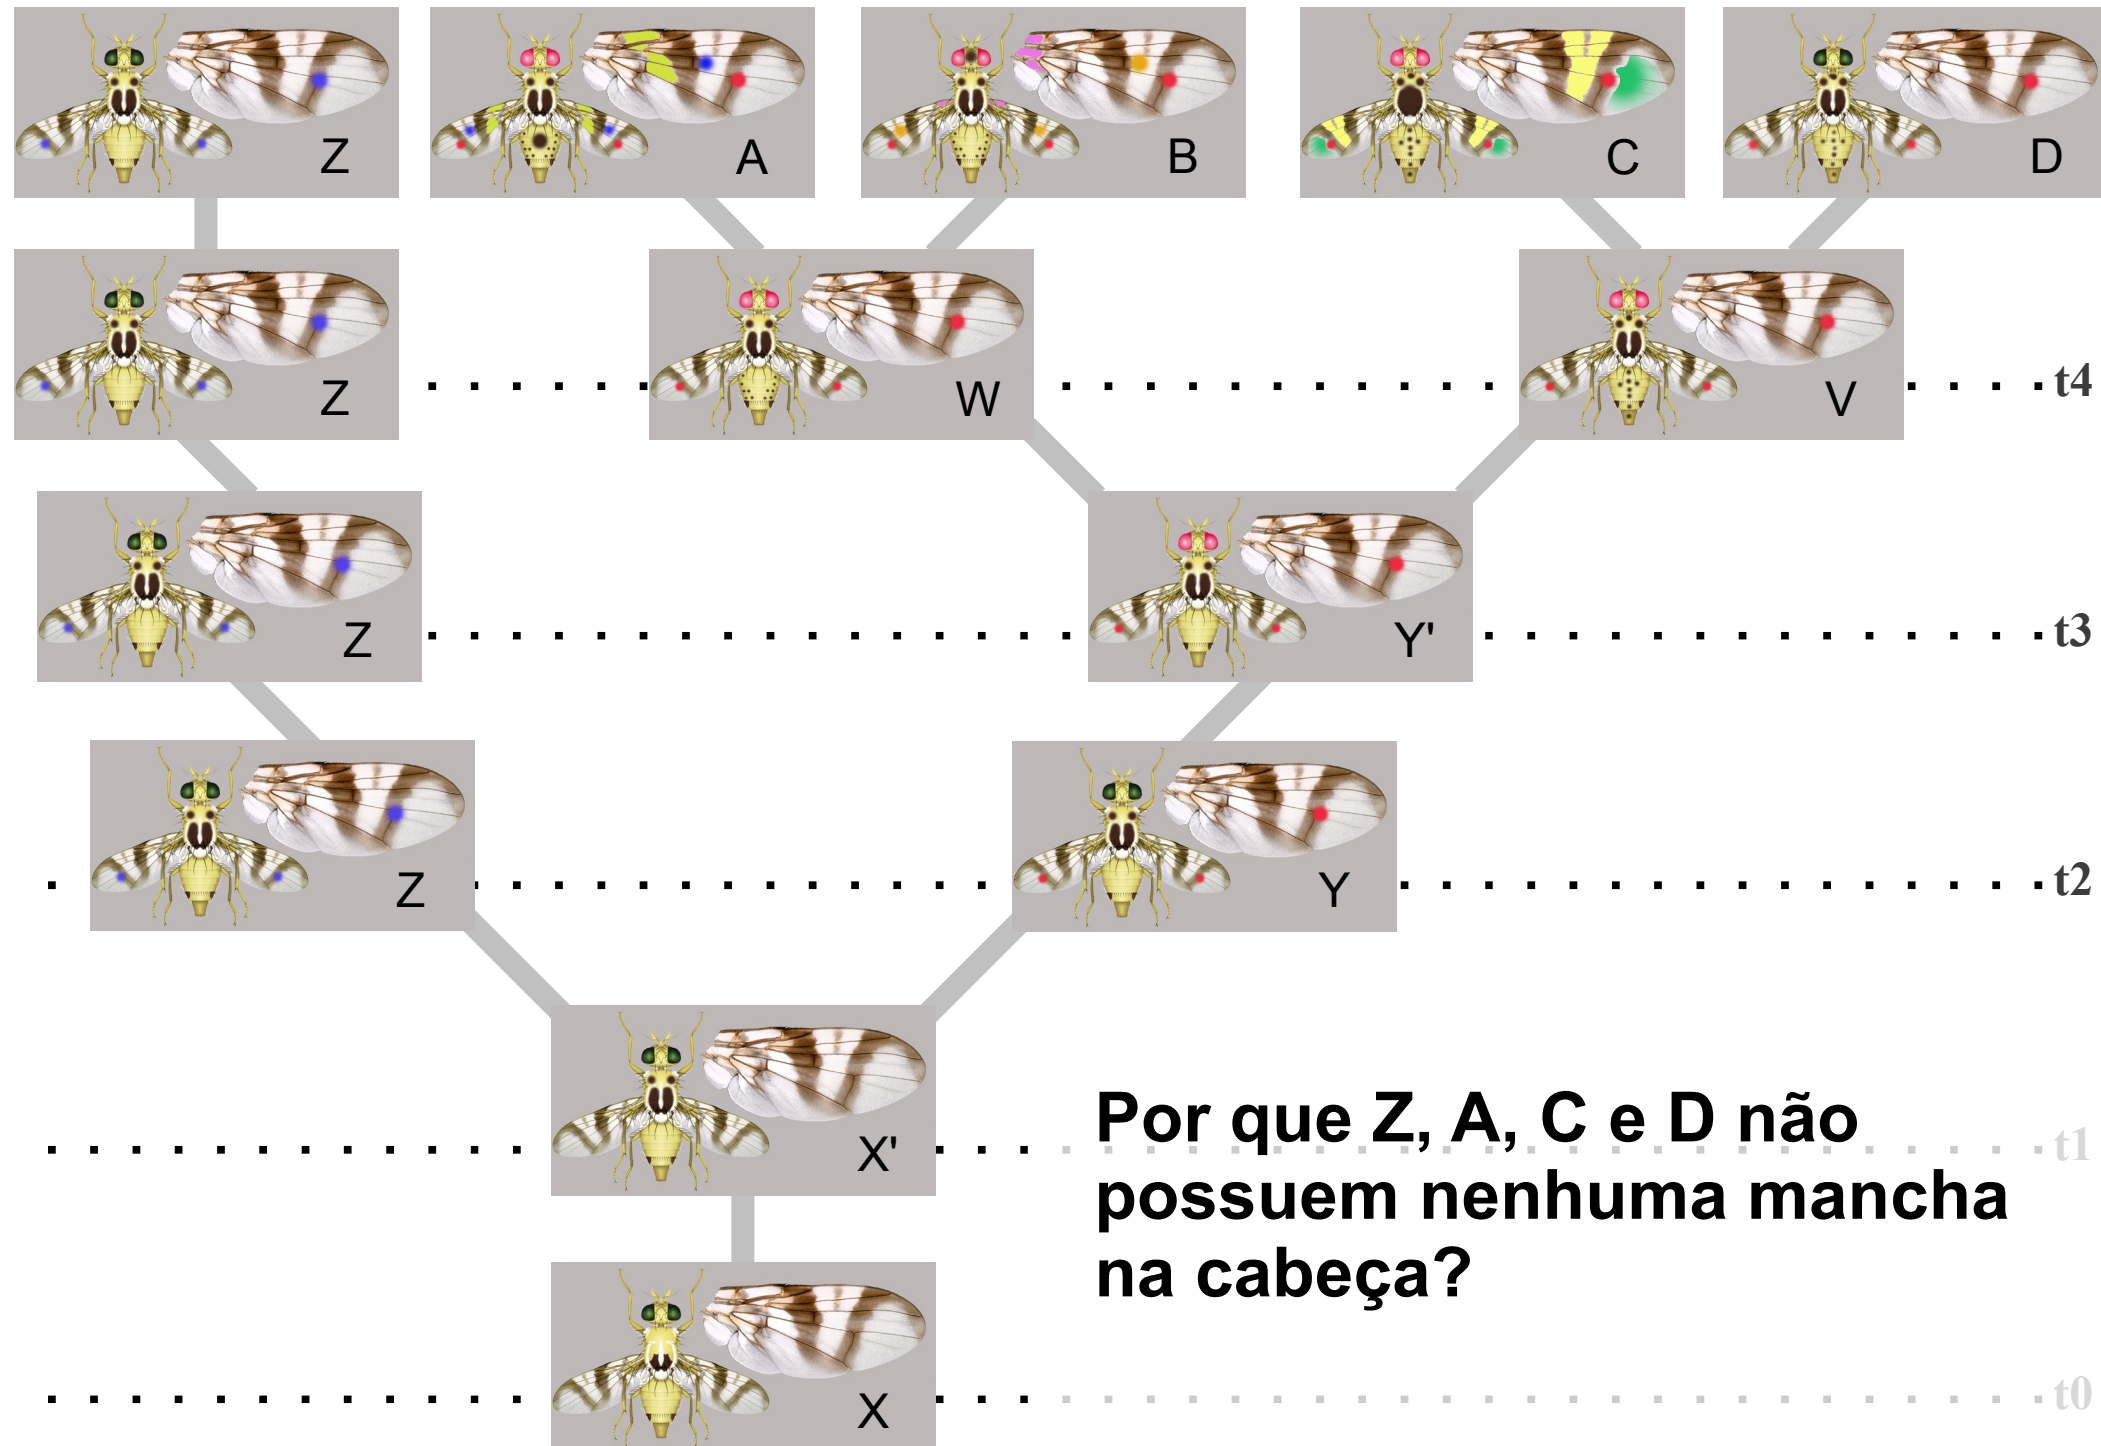 Z
A
B
C
D
Z
W
V
t4
Z
Y'
t3
Z
Y
t2
X'
t1
Por que Z, A, C e D não
possuem nenhuma mancha
na cabeça?
X
t0